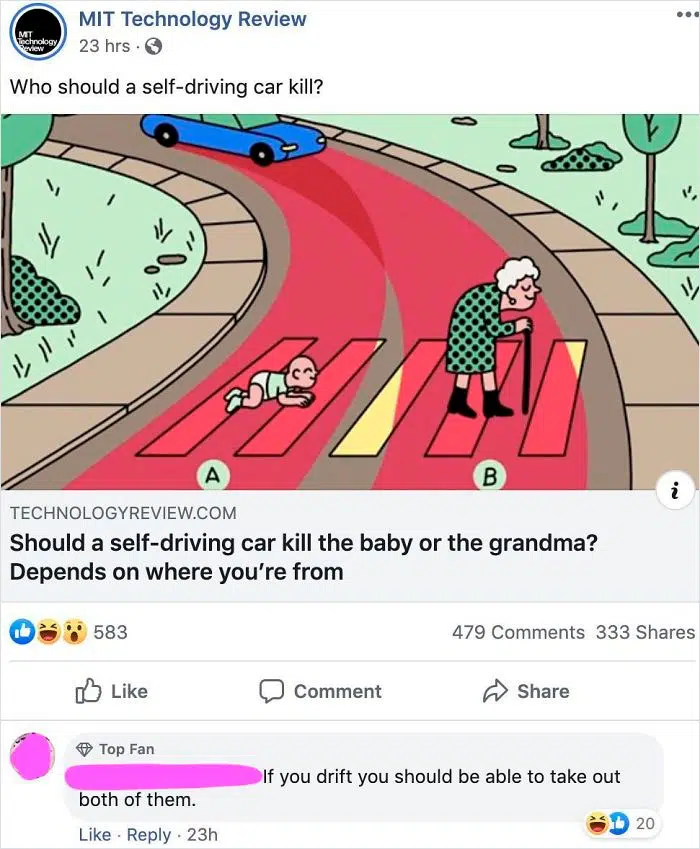 MIT
Technology
Review
MIT Technology Review
23 hrs ·
Who should a self-driving car kill?
A
B
i
TECHNOLOGYREVIEW.COM
Should a self-driving car kill the baby or the grandma?
Depends on where you’re from
583
479 Comments 333 Shares
Like
Comment
Share
Top Fan
If you drift you should be able to take out
both of them.
20
Like · Reply · 23h